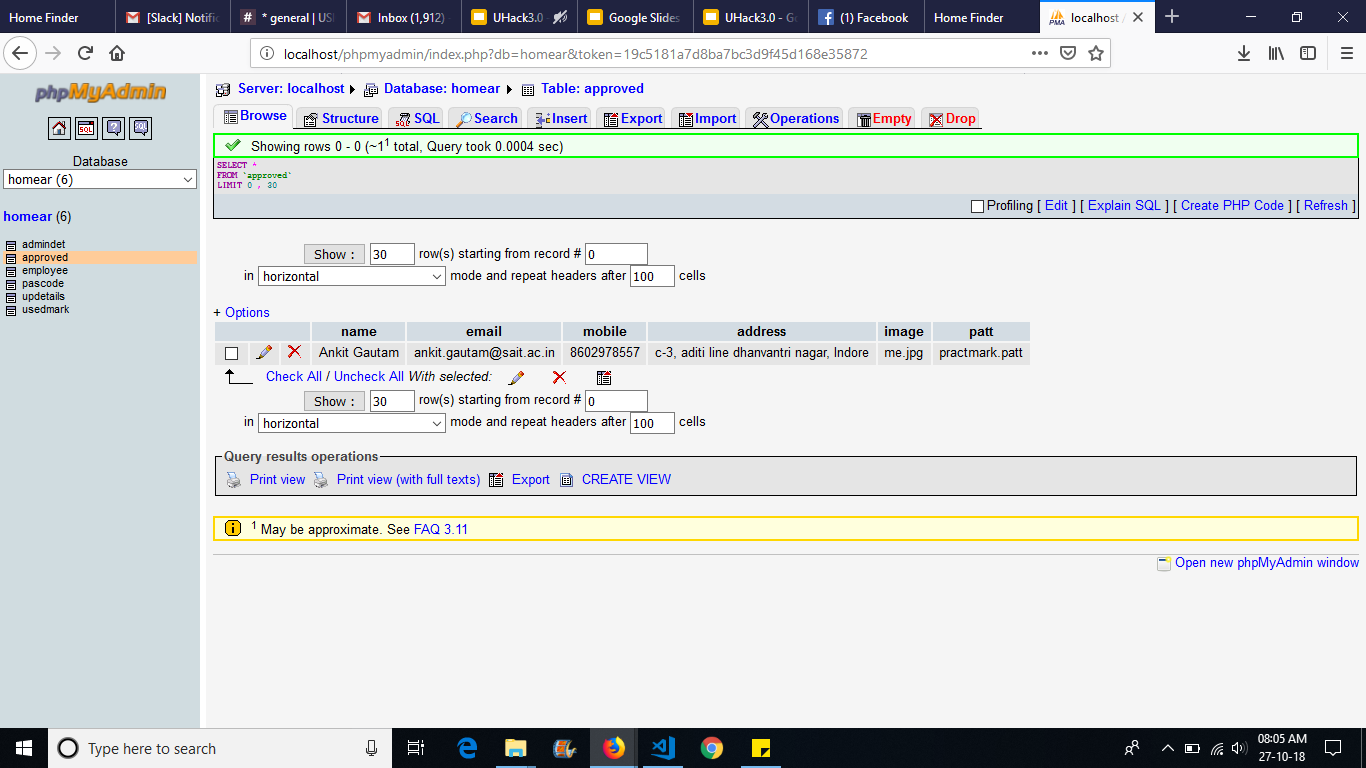 Home Finder [Slack] Notific * general | US Inbox (1,912) - UHack3.0 - Google Slides UHack3.0 - Go (1) Facebook Home Finder localhost /
localhost/phpmyadmin/index.php?db=homear&token=19c5181a7d8ba7bc3d9f45d168e35872
phpMyAdmin
Database
homear (6)
homear (6)
admindet
approved
employee
pascode
updetails
usedmark
Server: localhost Database: homear Table: approved
Browse Structure SQL Search Insert Export Import Operations Empty Drop
Showing rows 0 - 0 (~1 1 total, Query took 0.0004 sec)
SELECT *
FROM `approved`
LIMIT 0 , 30
Profiling [ Edit ] [ Explain SQL ] [ Create PHP Code ] [ Refresh ]
Show : 30 row(s) starting from record # 0
in horizontal mode and repeat headers after 100 cells
+ Options
name email mobile address image patt
Ankit Gautam ankit.gautam@sait.ac.in 8602978557 c-3, aditi line dhanvantri nagar, Indore me.jpg practmark.patt
Check All / Uncheck All With selected:
Show : 30 row(s) starting from record # 0
in horizontal mode and repeat headers after 100 cells
Query results operations
Print view Print view (with full texts) Export CREATE VIEW
1 May be approximate. See FAQ 3.11
Open new phpMyAdmin window
Type here to search
08:05 AM
27-10-18